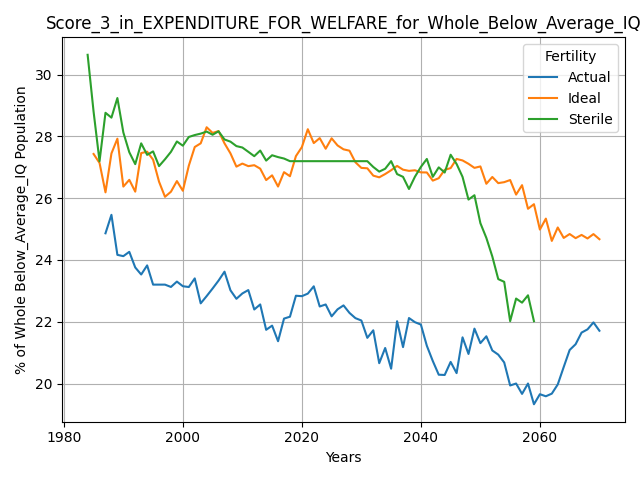 Score_3_in_EXPENDITURE_FOR_WELFARE_for_Whole_Below_Average_IQ
Fertility
Actual
Ideal
Sterile
% of Whole Below_Average_IQ Population
30
28
26
24
22
20
1980
2000
2020
2040
2060
Years